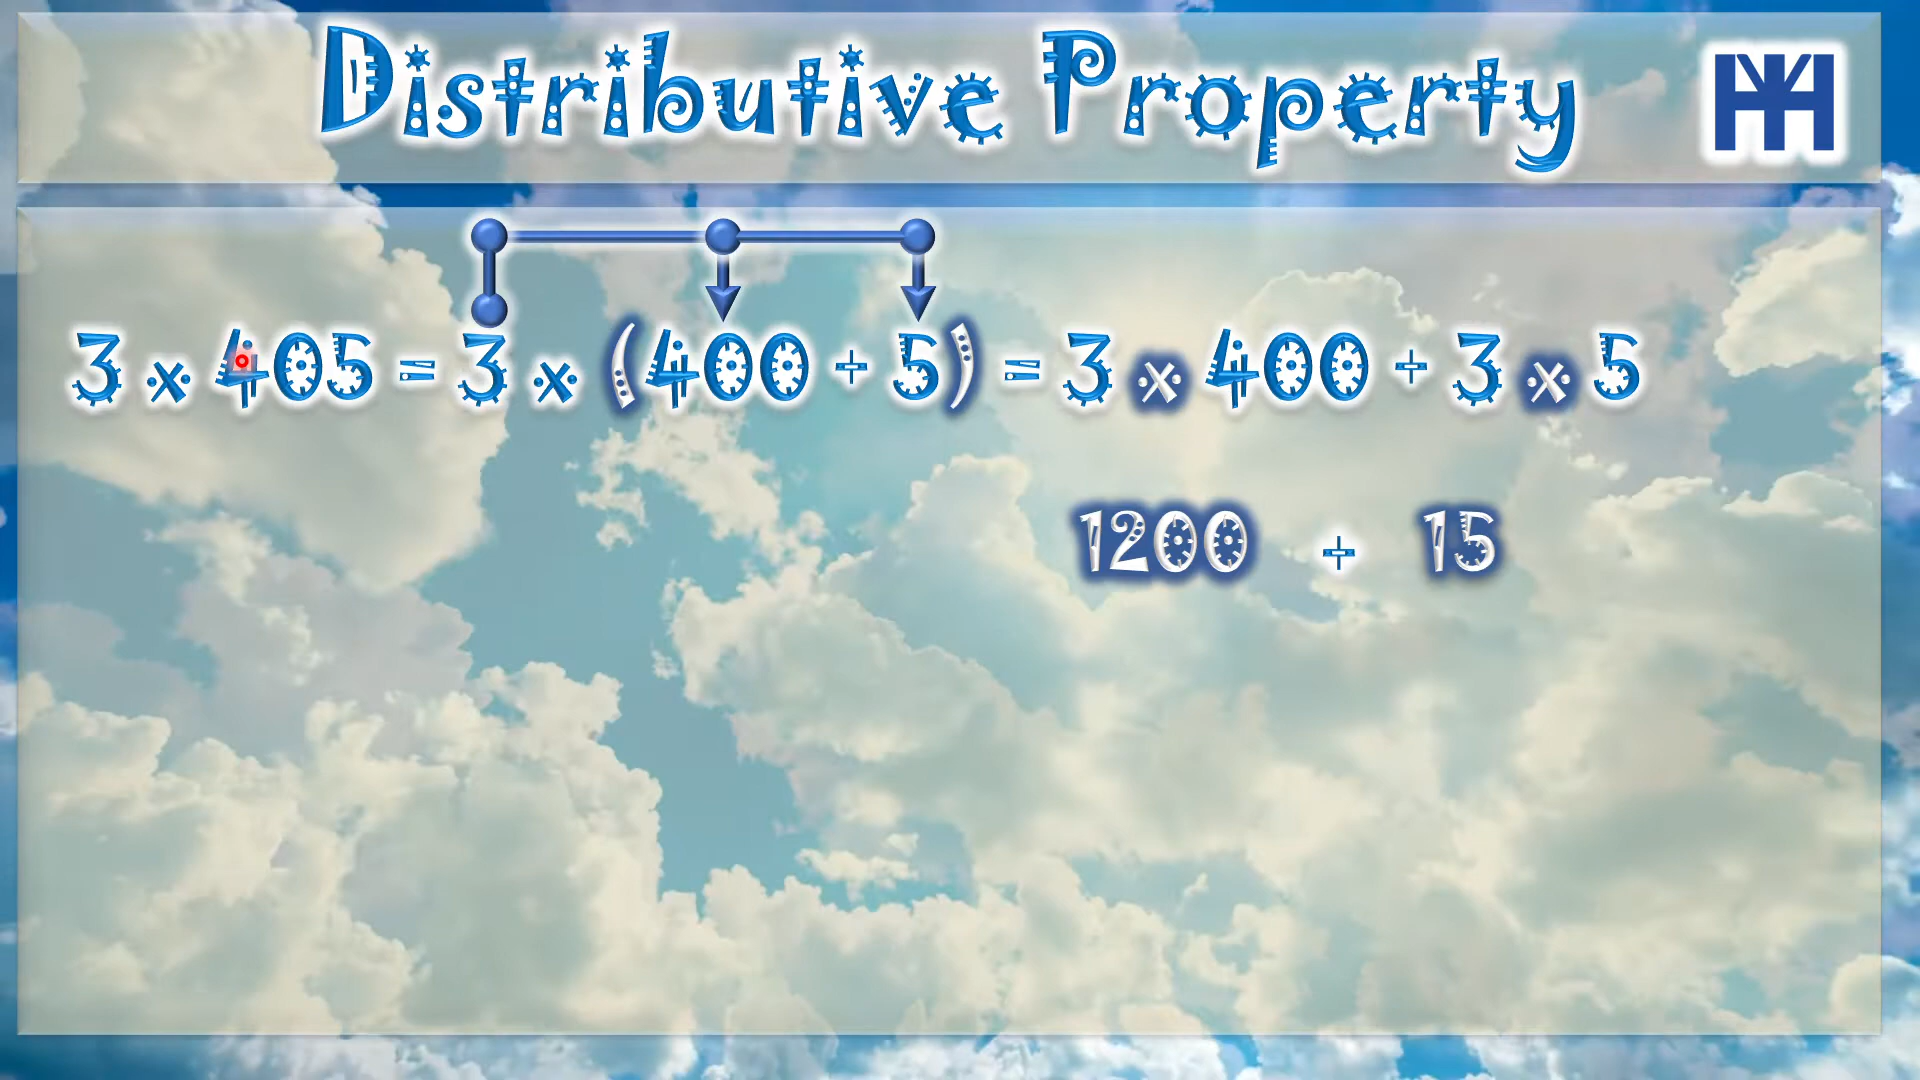 Distributive Property
3 x 405 = 3 x (400 + 5) = 3 x 400 + 3 x 5
1200 + 15